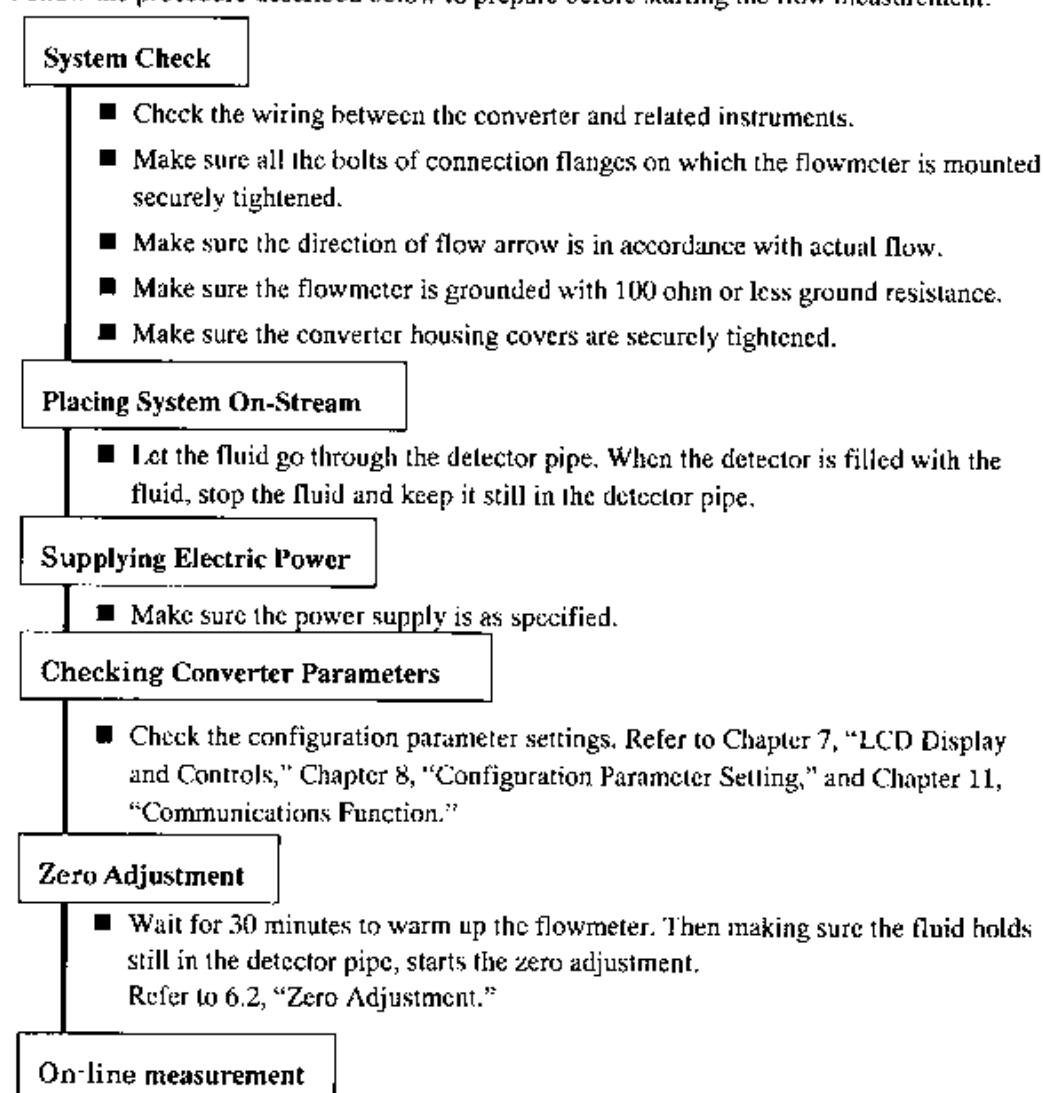 System Check
■ Check the wiring between the converter and related instruments.
■ Make sure all the bolts of connection flanges on which the flowmeter is mounted
securely tightened.
■ Make sure the direction of flow arrow is in accordance with actual flow.
■ Make sure the flowmeter is grounded with 100 ohm or less ground resistance.
■ Make sure the converter housing covers are securely tightened.
Placing System On-Stream
■ Let the fluid go through the detector pipe. When the detector is filled with the
fluid, stop the fluid and keep it still in the detector pipe.
Supplying Electric Power
■ Make sure the power supply is as specified.
Checking Converter Parameters
■ Check the configuration parameter settings. Refer to Chapter 7, “LCD Display
and Controls,” Chapter 8, “Configuration Parameter Setting,” and Chapter 11,
“Communications Function.”
Zero Adjustment
■ Wait for 30 minutes to warm up the flowmeter. Then making sure the fluid holds
still in the detector pipe, starts the zero adjustment.
Refer to 6.2, “Zero Adjustment.”
On-line measurement